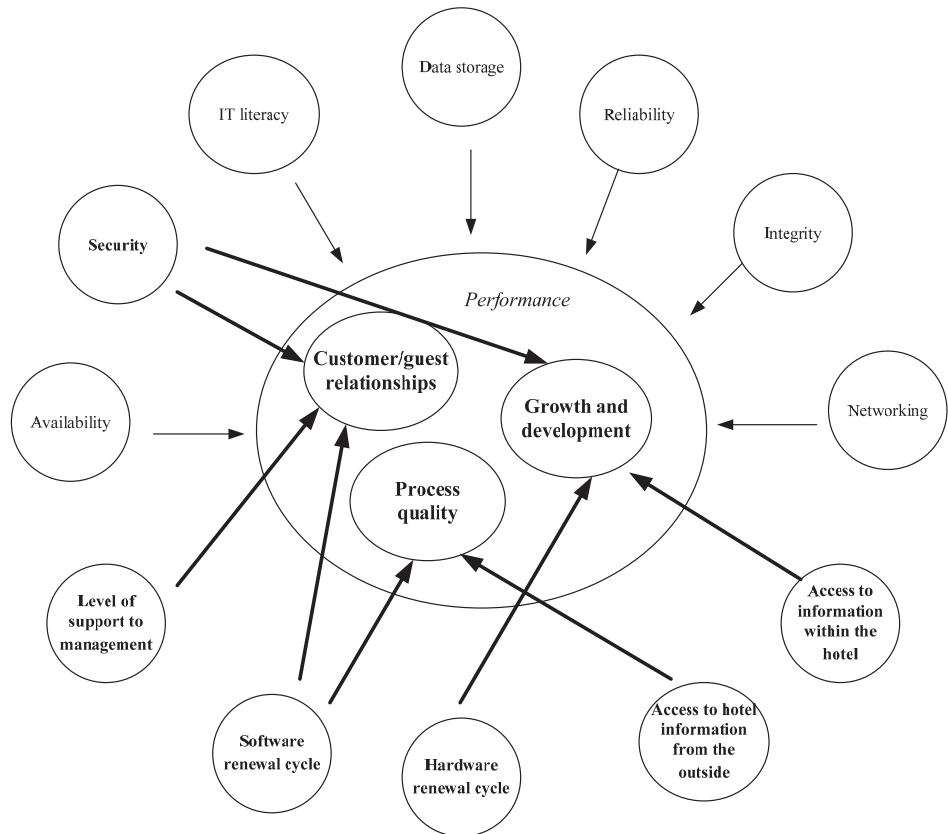 Data storage
IT literacy
Reliability
Security
Integrity
Performance
Customer/guest
relationships
Growth and
development
Availability
Networking
Process
quality
Level of
support to
management
Access to
information
within the
hotel
Software
renewal cycle
Hardware
renewal cycle
Access to hotel
information
from the
outside